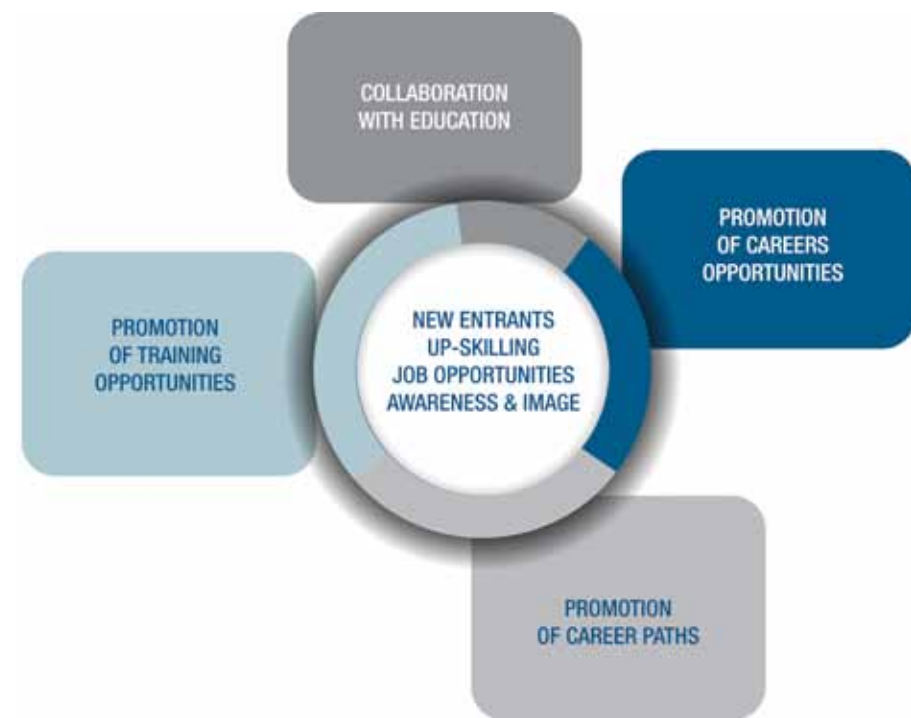 COLLABORATION
WITH EDUCATION
PROMOTION
OF CAREERS
OPPORTUNITIES
PROMOTION
OF TRAINING
OPPORTUNITIES
NEW ENTRANTS
UP-SKILLING
JOB OPPORTUNITIES
AWARENESS & IMAGE
PROMOTION
OF CAREER PATHS